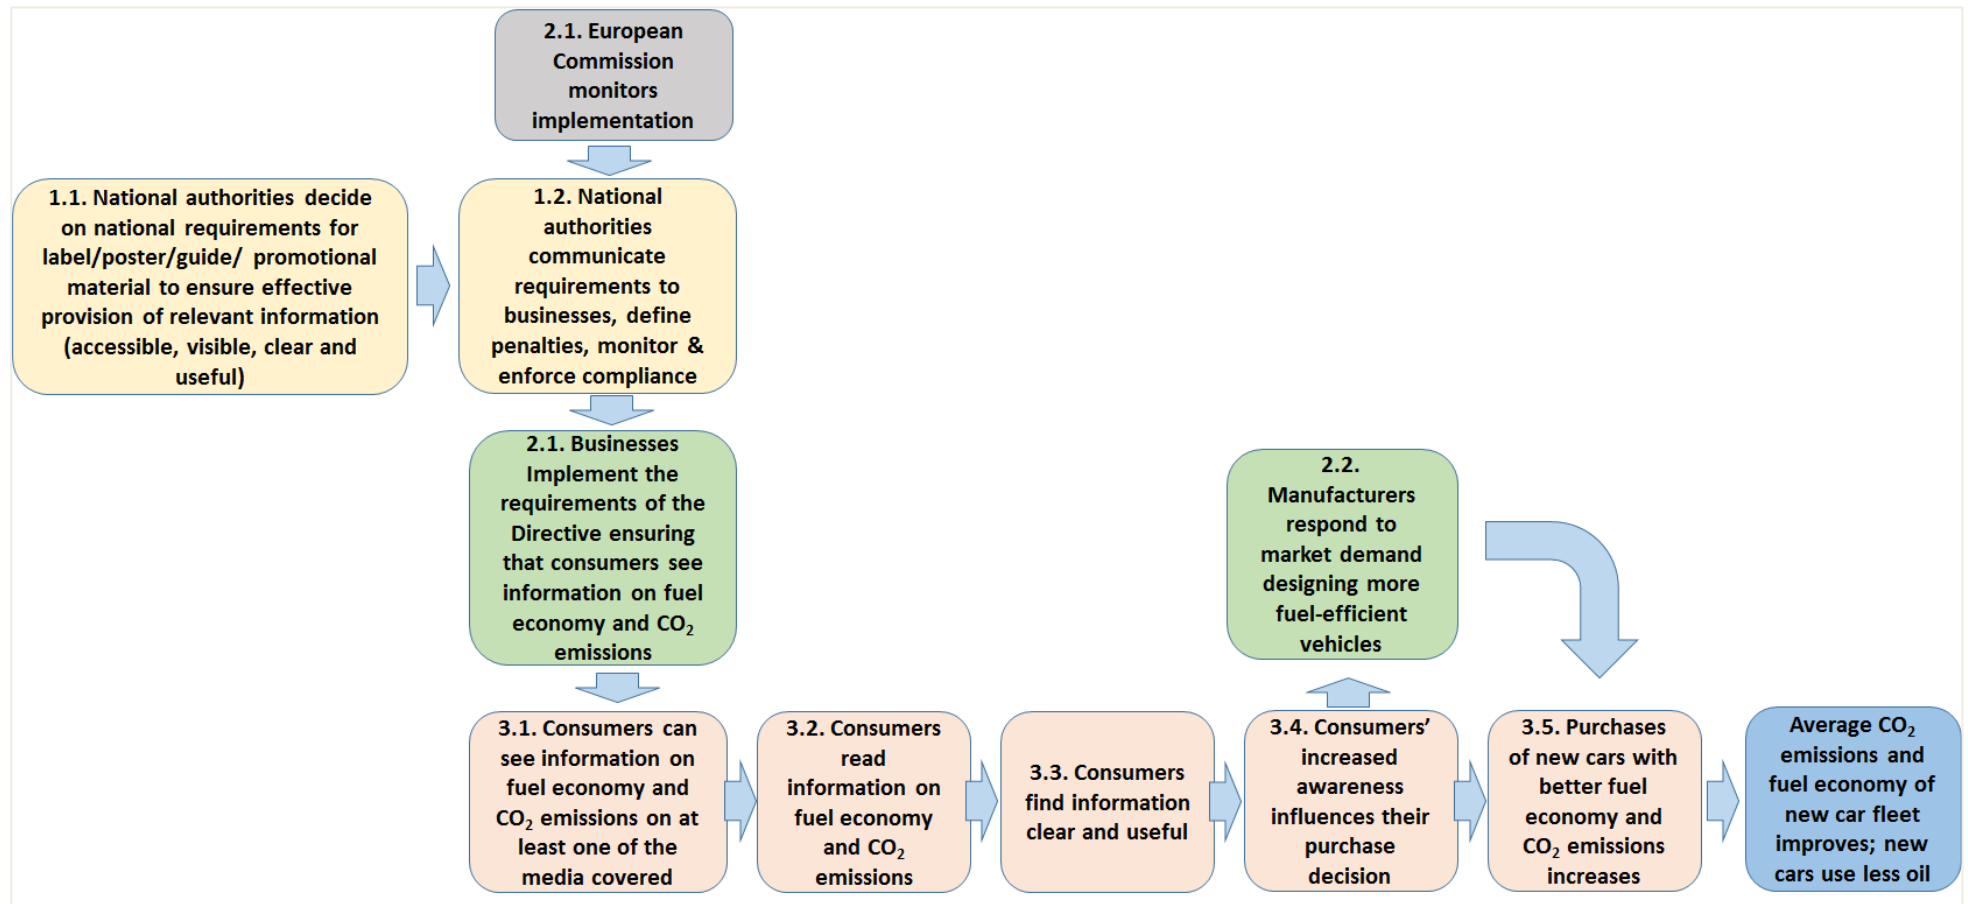 2.1. European
Commission
monitors
implementation
1.1. National authorities decide
on national requirements for
label/poster/guide/ promotional
material to ensure effective
provision of relevant information
(accessible, visible, clear and
useful)
1.2. National
authorities
communicate
requirements to
businesses, define
penalties, monitor &
enforce compliance
2.1. Businesses
Implement the
requirements of the
Directive ensuring
that consumers see
information on fuel
economy and CO₂
emissions
2.2.
Manufacturers
respond to
market demand
designing more
fuel-efficient
vehicles
3.1. Consumers can
see information on
fuel economy and
CO₂ emissions on at
least one of the
media covered
3.2. Consumers
read
information on
fuel economy
and CO₂
emissions
3.3. Consumers
find information
clear and useful
3.4. Consumers’
increased
awareness
influences their
purchase
decision
3.5. Purchases
of new cars with
better fuel
economy and
CO₂ emissions
increases
Average CO₂
emissions and
fuel economy of
new car fleet
improves; new
cars use less oil